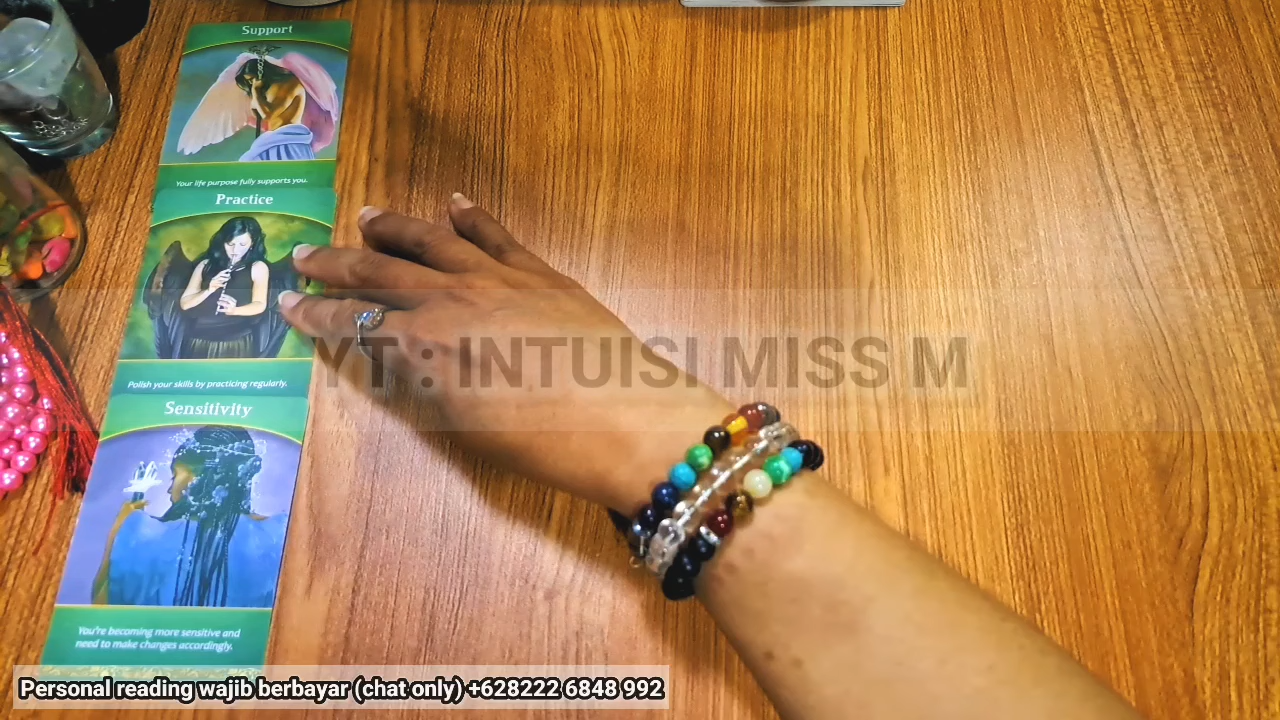 Support
Your life purpose fully supports you.
Practice
Polish your skills by practicing regularly.
Sensitivity
You're becoming more sensitive and
need to make changes accordingly.
YT : INTUISI MISS M
Personal reading wajib berbayar (chat only) +628222 6848 992